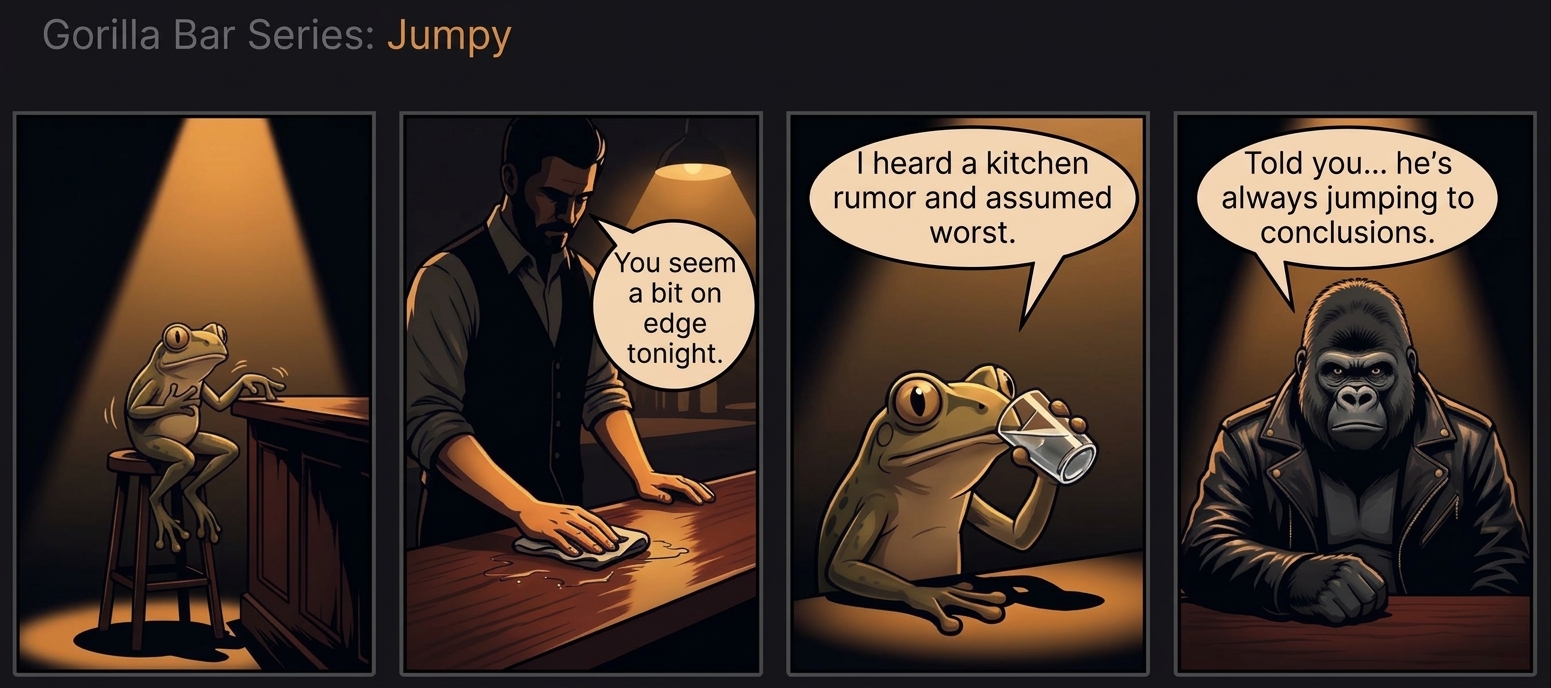 Gorilla Bar Series: Jumpy
You seem
a bit on
edge
tonight.
I heard a kitchen
rumor and assumed
worst.
Told you... he's
always jumping to
conclusions.